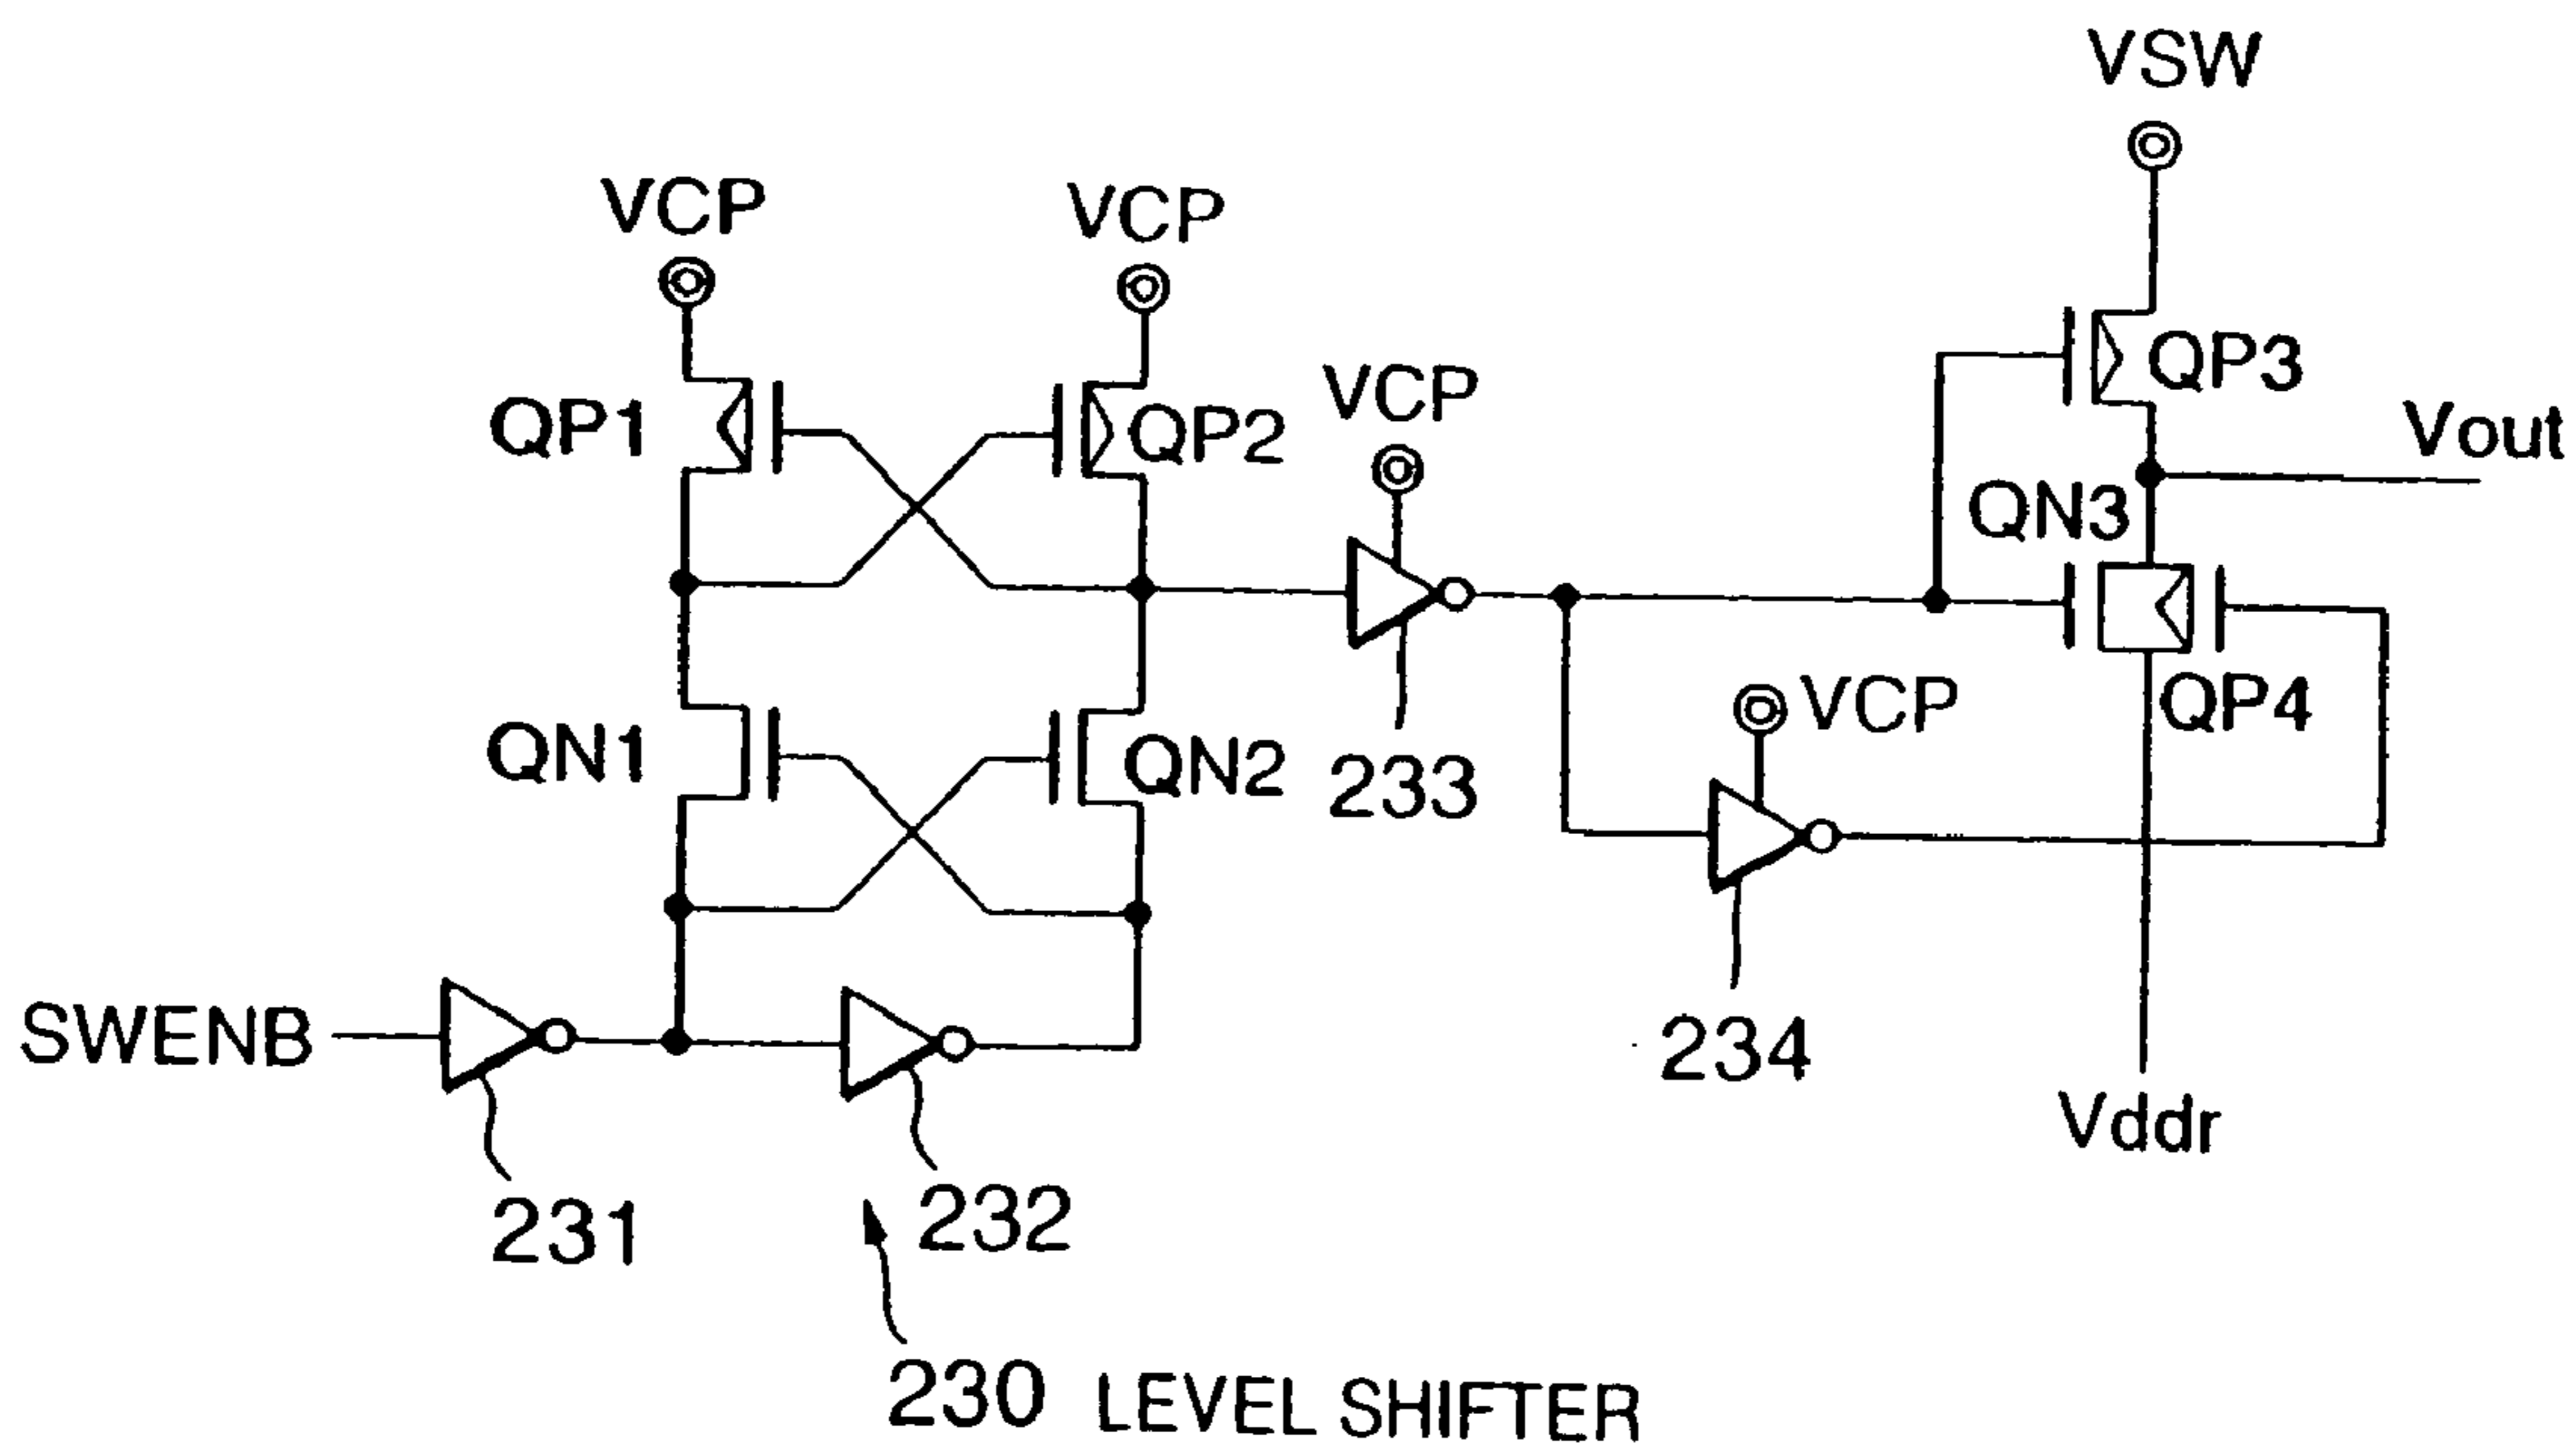 VSW
VCP
VCP
VCP
QP3
Vout
QP1
QP2
QN3
QN1
QN2
233
VCP
QP4
SWENB
234
Vddr
231
232
230 LEVEL SHIFTER